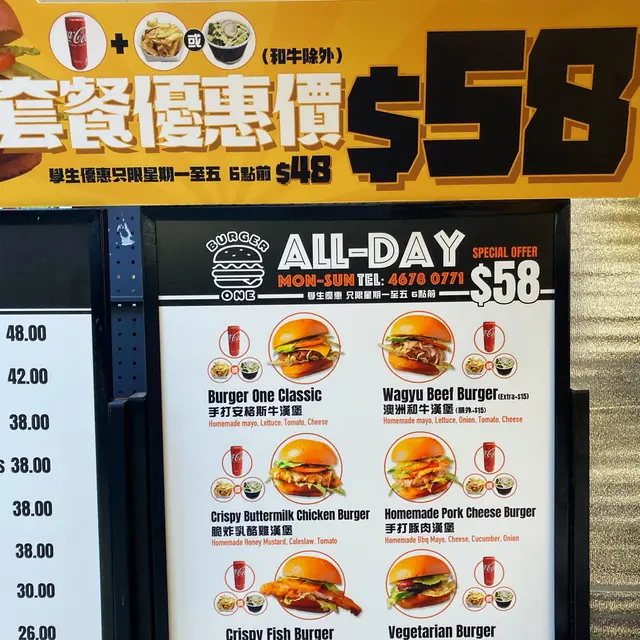 Coca-Cola
+
或
(和牛除外)
套餐優惠價 $58
學生優惠只限星期一至五 6點前 $48
BURGER
ONE
ALL-DAY
SPECIAL OFFER
MON-SUN TEL: 4678 0771
$58
學生優惠 只限星期一至五 6點前
48.00
42.00
38.00
s 38.00
38.00
38.00
30.00
26.00
Burger One Classic
手打安格斯牛漢堡
Homemade mayo, Lettuce, Tomato, Cheese
Wagyu Beef Burger (Extra-$15)
澳洲和牛漢堡 (額外-$15)
Homemade mayo, Lettuce, Onion, Tomato, Cheese
Crispy Buttermilk Chicken Burger
脆炸乳酪雞漢堡
Homemade Honey Mustard, Coleslaw, Tomato
Homemade Pork Cheese Burger
手打豚肉漢堡
Homemade Bbq Mayo, Cheese, Cucumber, Onion
Crispy Fish Burger
Vegetarian Burger